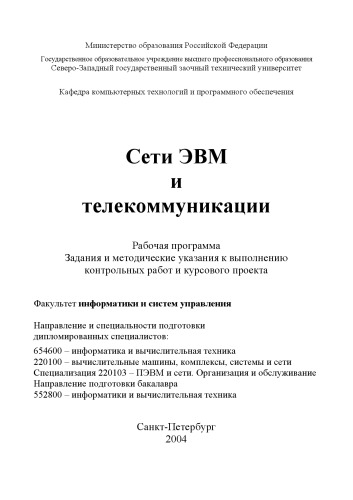 Министерство образования Российской Федерации
Государственное образовательное учреждение высшего профессионального образования
Северо-Западный государственный заочный технический университет
Кафедра компьютерных технологий и программного обеспечения
Сети ЭВМ
и
телекоммуникации
Рабочая программа
Задания и методические указания к выполнению
контрольных работ и курсового проекта
Факультет информатики и систем управления
Направление и специальности подготовки
дипломированных специалистов:
654600 – информатика и вычислительная техника
220100 – вычислительные машины, комплексы, системы и сети
Специализация 220103 – ПЭВМ и сети. Организация и обслуживание
Направление подготовки бакалавра
552800 – информатики и вычислительная техника
Санкт-Петербург
2004